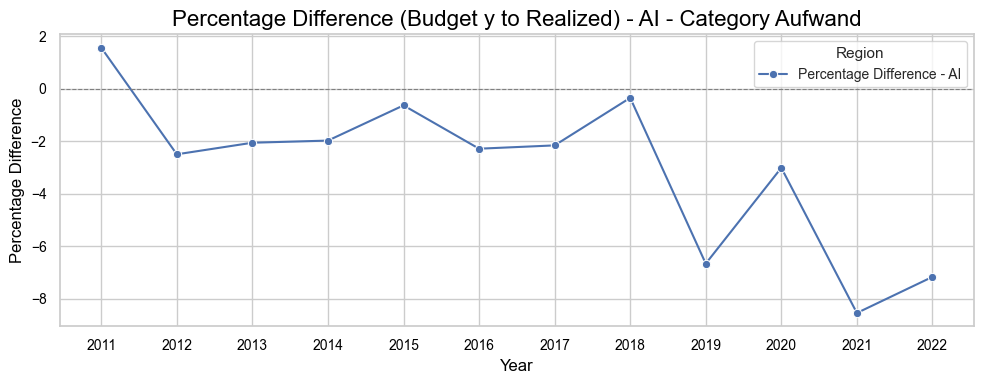 Percentage Difference (Budget y to Realized) - AI - Category Aufwand
Region
Percentage Difference - AI
Percentage Difference
2
0
−2
−4
−6
−8
2011 2012 2013 2014 2015 2016 2017 2018 2019 2020 2021 2022
Year